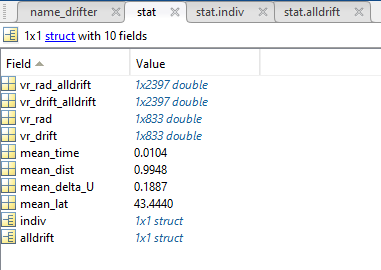 name_drifter stat stat.indiv stat.alldrift
1x1 struct with 10 fields
Field Value
vr_rad_alldrift 1x2397 double
vr_drift_alldrift 1x2397 double
vr_rad 1x833 double
vr_drift 1x833 double
mean_time 0.0104
mean_dist 0.9948
mean_delta_U 0.1887
mean_lat 43.4440
indiv 1x1 struct
alldrift 1x1 struct